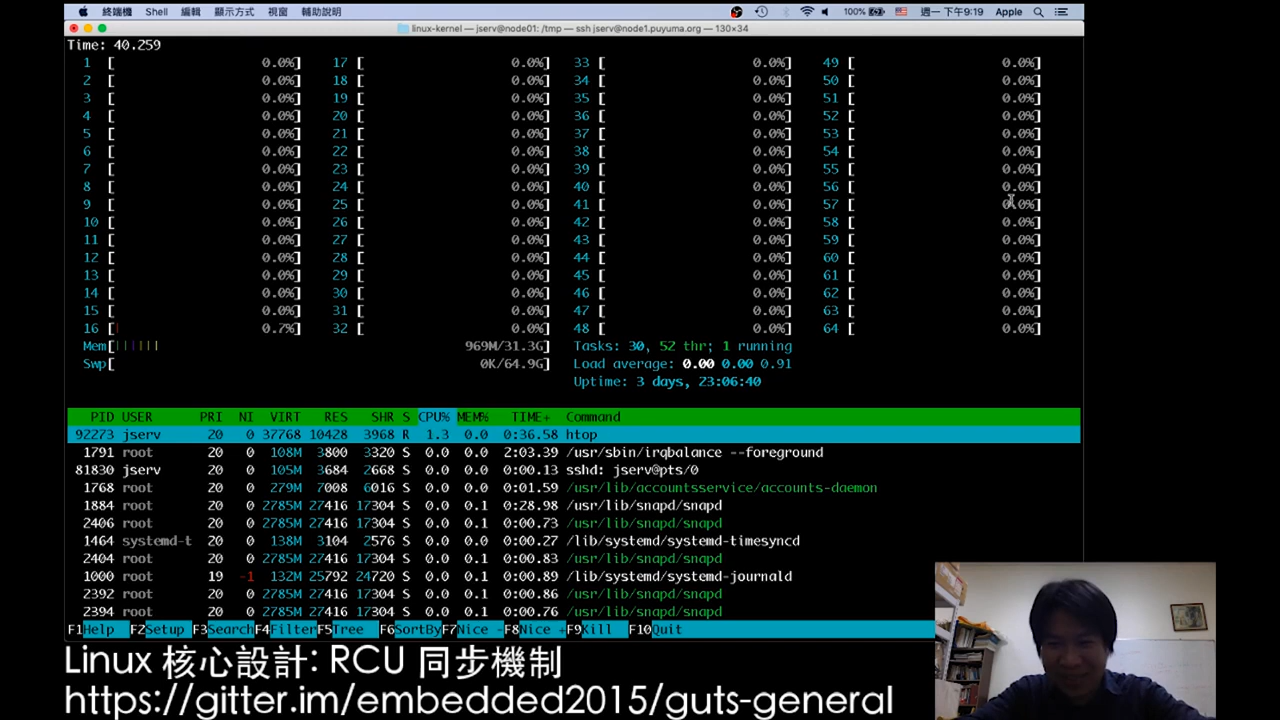 終端機 Shell 編輯 顯示方式 視窗 輔助說明 100% 週一 下午9:19 Apple
linux-kernel — jserv@node01: /tmp — ssh jserv@node1.puyuma.org — 130×34
Time: 40.259
1 [ 0.0%] 17 [ 0.0%] 33 [ 0.0%] 49 [ 0.0%]
2 [ 0.0%] 18 [ 0.0%] 34 [ 0.0%] 50 [ 0.0%]
3 [ 0.0%] 19 [ 0.0%] 35 [ 0.0%] 51 [ 0.0%]
4 [ 0.0%] 20 [ 0.0%] 36 [ 0.0%] 52 [ 0.0%]
5 [ 0.0%] 21 [ 0.0%] 37 [ 0.0%] 53 [ 0.0%]
6 [ 0.0%] 22 [ 0.0%] 38 [ 0.0%] 54 [ 0.0%]
7 [ 0.0%] 23 [ 0.0%] 39 [ 0.0%] 55 [ 0.0%]
8 [ 0.0%] 24 [ 0.0%] 40 [ 0.0%] 56 [ 0.0%]
9 [ 0.0%] 25 [ 0.0%] 41 [ 0.0%] 57 [ 0.0%]
10 [ 0.0%] 26 [ 0.0%] 42 [ 0.0%] 58 [ 0.0%]
11 [ 0.0%] 27 [ 0.0%] 43 [ 0.0%] 59 [ 0.0%]
12 [ 0.0%] 28 [ 0.0%] 44 [ 0.0%] 60 [ 0.0%]
13 [ 0.0%] 29 [ 0.0%] 45 [ 0.0%] 61 [ 0.0%]
14 [ 0.0%] 30 [ 0.0%] 46 [ 0.0%] 62 [ 0.0%]
15 [ 0.0%] 31 [ 0.0%] 47 [ 0.0%] 63 [ 0.0%]
16 [| 0.7%] 32 [ 0.0%] 48 [ 0.0%] 64 [ 0.0%]
Mem[|||||| 969M/31.3G] Tasks: 30, 52 thr; 1 running
Swp[ 0K/64.9G] Load average: 0.00 0.00 0.91
Uptime: 3 days, 23:06:40
PID USER PRI NI VIRT RES SHR S CPU% MEM% TIME+ Command
92273 jserv 20 0 37768 10428 3968 R 1.3 0.0 0:36.58 htop
1791 root 20 0 108M 3800 3320 S 0.0 0.0 2:03.39 /usr/sbin/irqbalance --foreground
81830 jserv 20 0 105M 3684 2668 S 0.0 0.0 0:00.13 sshd: jserv@pts/0
1768 root 20 0 279M 7008 6016 S 0.0 0.0 0:01.59 /usr/lib/accountsservice/accounts-daemon
1884 root 20 0 2785M 27416 17304 S 0.0 0.1 0:28.98 /usr/lib/snapd/snapd
2406 root 20 0 2785M 27416 17304 S 0.0 0.1 0:00.73 /usr/lib/snapd/snapd
1464 systemd-t 20 0 138M 3104 2576 S 0.0 0.0 0:00.27 /lib/systemd/systemd-timesyncd
2404 root 20 0 2785M 27416 17304 S 0.0 0.1 0:00.00 /usr/lib/snapd/snapd
1000 root 19 -1 132M 25792 24720 S 0.0 0.1 0:00.89 /lib/systemd/systemd-journald
2392 root 20 0 2785M 27416 17304 S 0.0 0.1 0:00.86 /usr/lib/snapd/snapd
2394 root 20 0 2785M 27416 17304 S 0.0 0.1 0:00.76 /usr/lib/snapd/snapd
F1Help F2Setup F3SearchF4FilterF5Tree F6SortByF7Nice -F8Nice +F9Kill F10Quit
Linux 核心設計: RCU 同步機制
https://gitter.im/embedded2015/guts-general